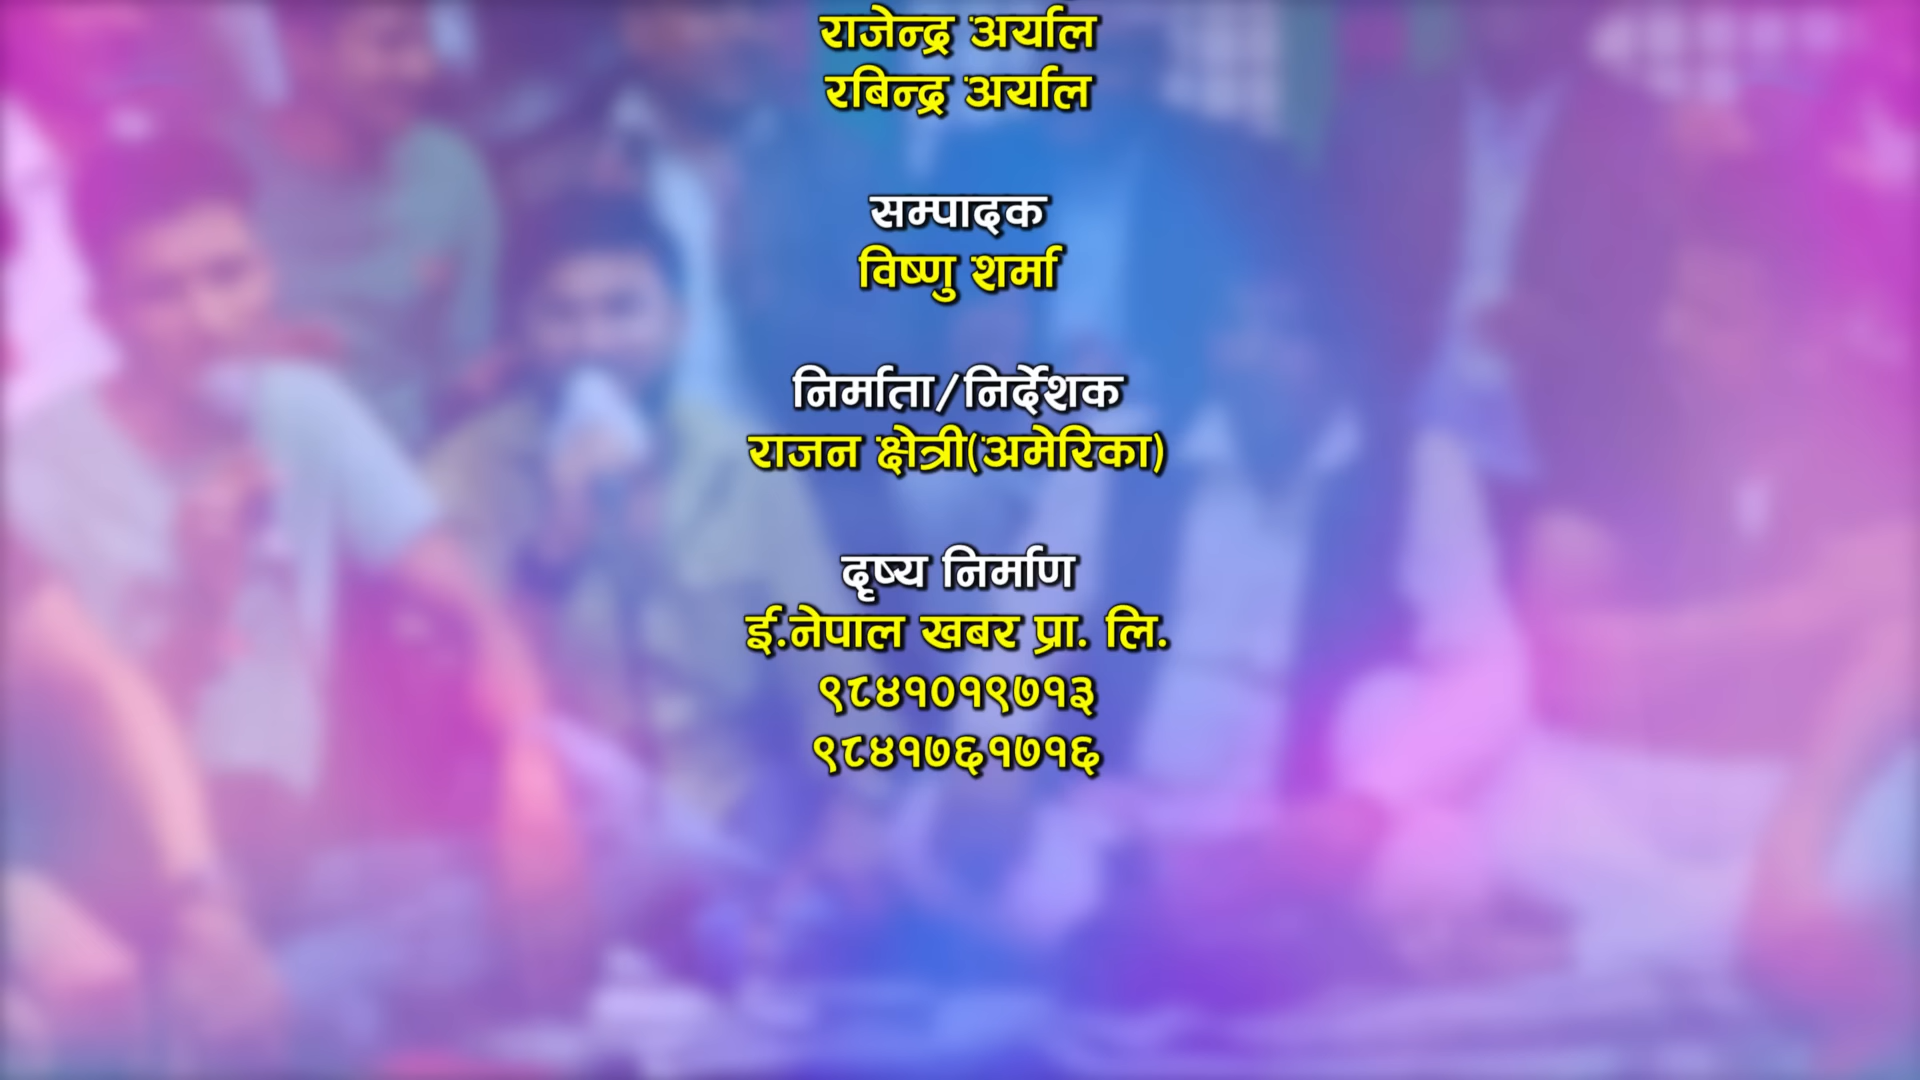 राजेन्द्र अर्याल
रबिन्द्र अर्याल
सम्पादक
विष्णु शर्मा
निर्माता/निर्देशक
राजन क्षेत्री(अमेरिका)
दृष्य निर्माण
ई.नेपाल खबर प्रा. लि.
९८४१०१९७१३
९८४१७६१७१६